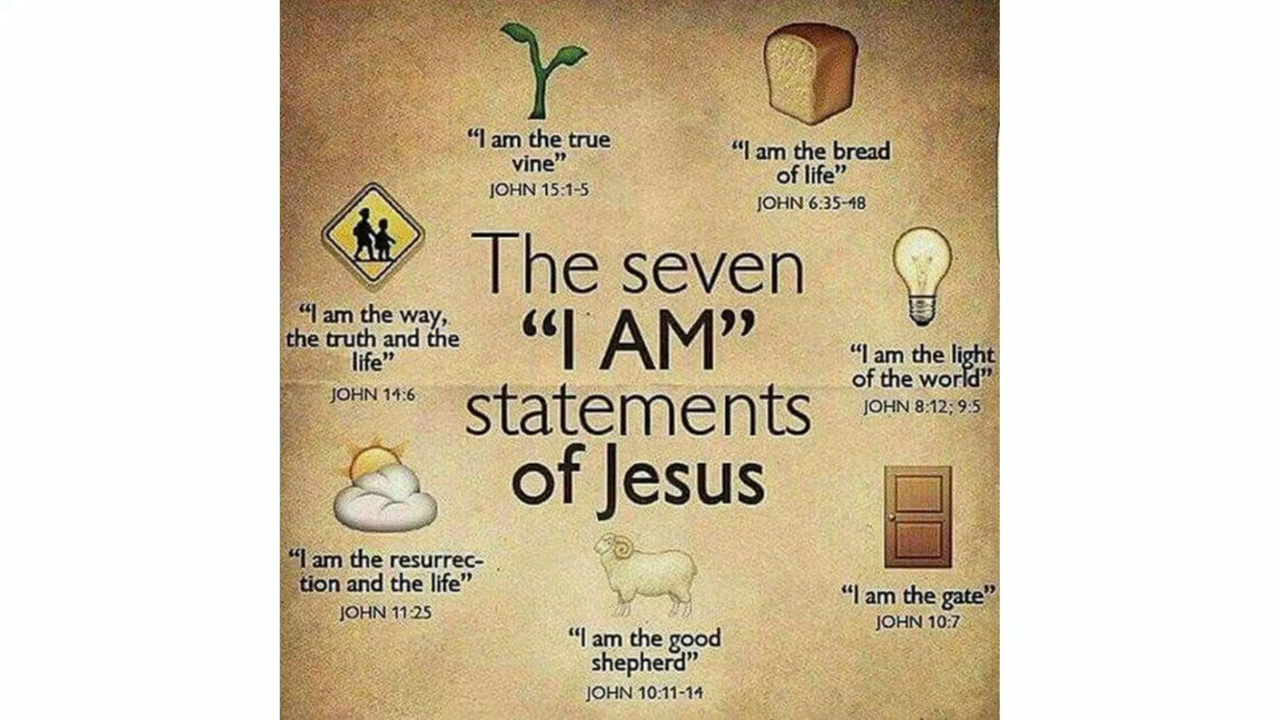 “I am the true
vine”
JOHN 15:1-5
“I am the bread
of life”
JOHN 6:35-48
“I am the way,
the truth and the
life”
JOHN 14:6
The seven
“I AM”
statements
of Jesus
“I am the light
of the world”
JOHN 8:12; 9:5
“I am the resurrec-
tion and the life”
JOHN 11:25
“I am the good
shepherd”
JOHN 10:11-14
“I am the gate”
JOHN 10:7